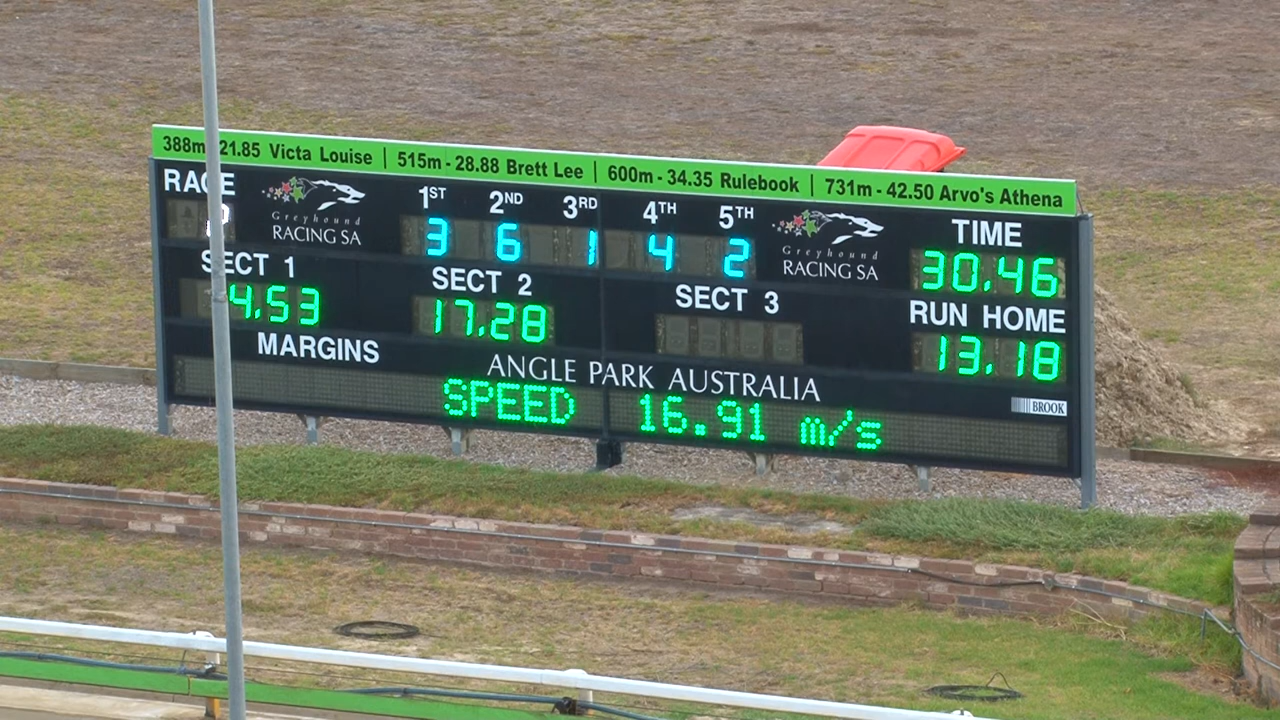 388m 21.85 Victa Louise | 515m - 28.88 Brett Lee | 600m - 34.35 Rulebook | 731m - 42.50 Arvo's Athena
RACE
Greyhound
RACING SA
1ST 2ND 3RD 4TH 5TH
3 6 1 4 2
Greyhound
RACING SA
TIME
30.46
SECT 1
4.53
SECT 2
17.28
SECT 3
RUN HOME
13.18
MARGINS
ANGLE PARK AUSTRALIA
BROOK
SPEED 16.91 m/s